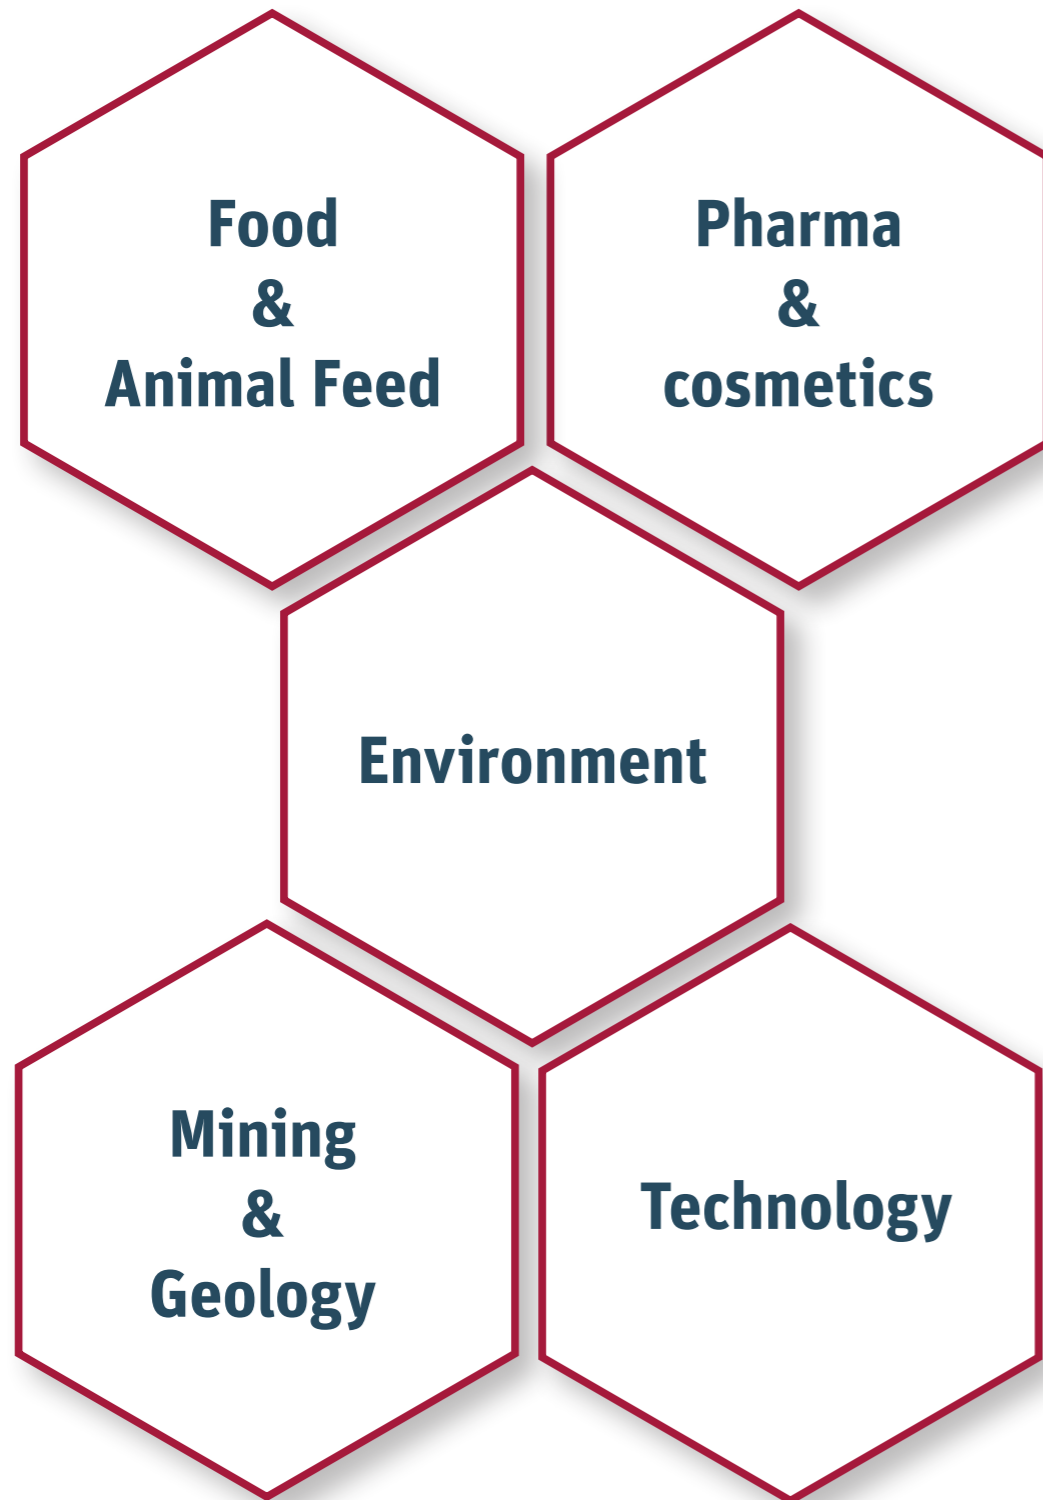 Food
&
Animal Feed
Pharma
&
cosmetics
Environment
Mining
&
Geology
Technology